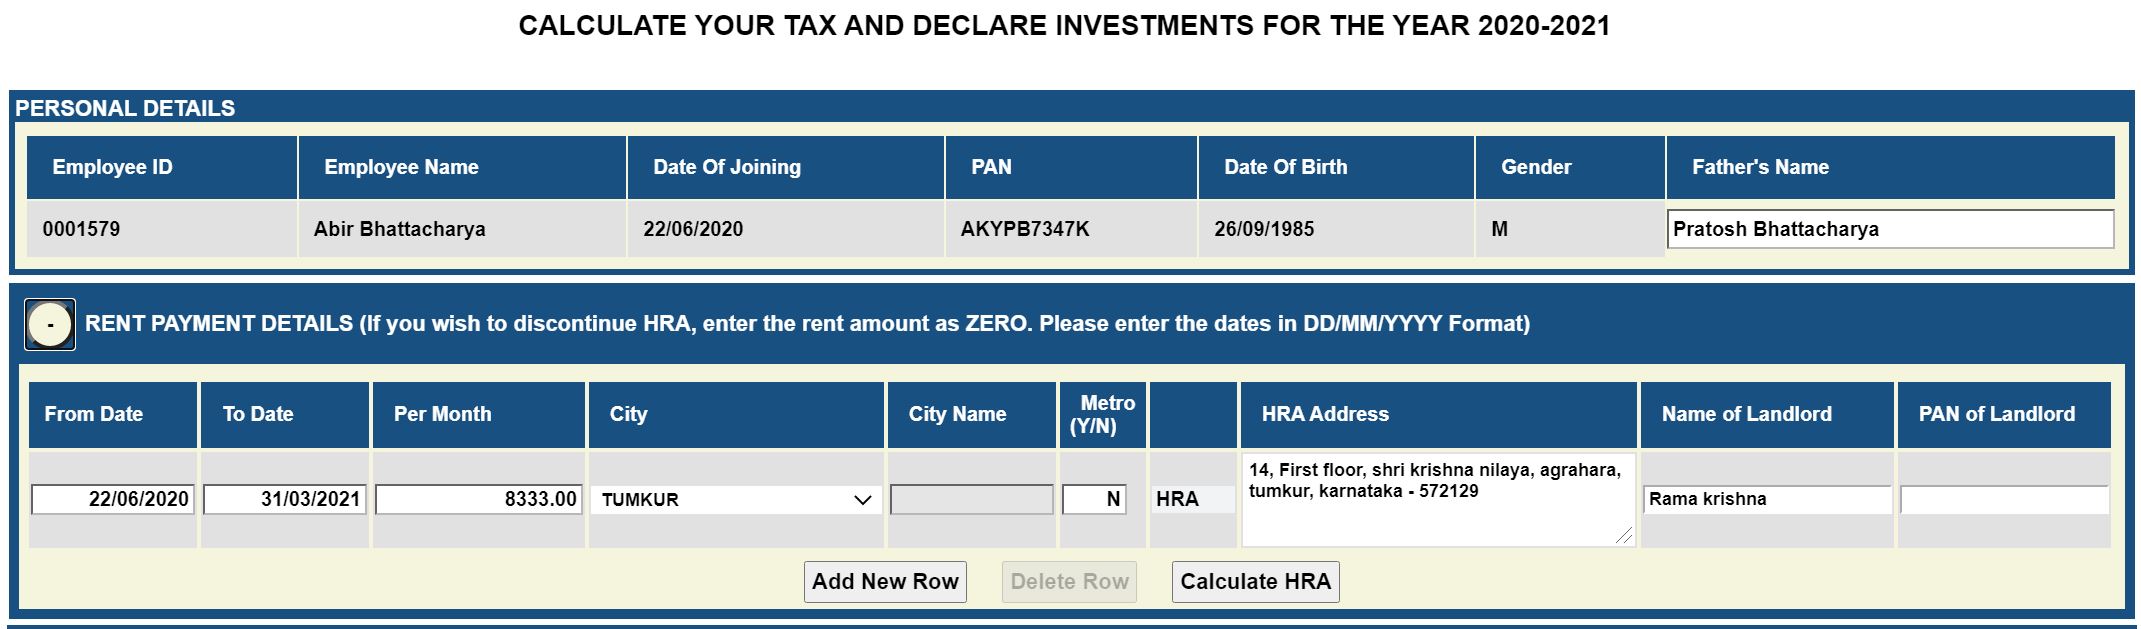 CALCULATE YOUR TAX AND DECLARE INVESTMENTS FOR THE YEAR 2020-2021
PERSONAL DETAILS
Employee ID Employee Name Date Of Joining PAN Date Of Birth Gender Father's Name
0001579 Abir Bhattacharya 22/06/2020 AKYPB7347K 26/09/1985 M Pratosh Bhattacharya
- RENT PAYMENT DETAILS (If you wish to discontinue HRA, enter the rent amount as ZERO. Please enter the dates in DD/MM/YYYY Format)
From Date To Date Per Month City City Name Metro (Y/N) HRA Address Name of Landlord PAN of Landlord
22/06/2020 31/03/2021 8333.00 TUMKUR N HRA 14, First floor, shri krishna nilaya, agrahara, Rama krishna
tumkur, karnataka - 572129
Add New Row Delete Row Calculate HRA